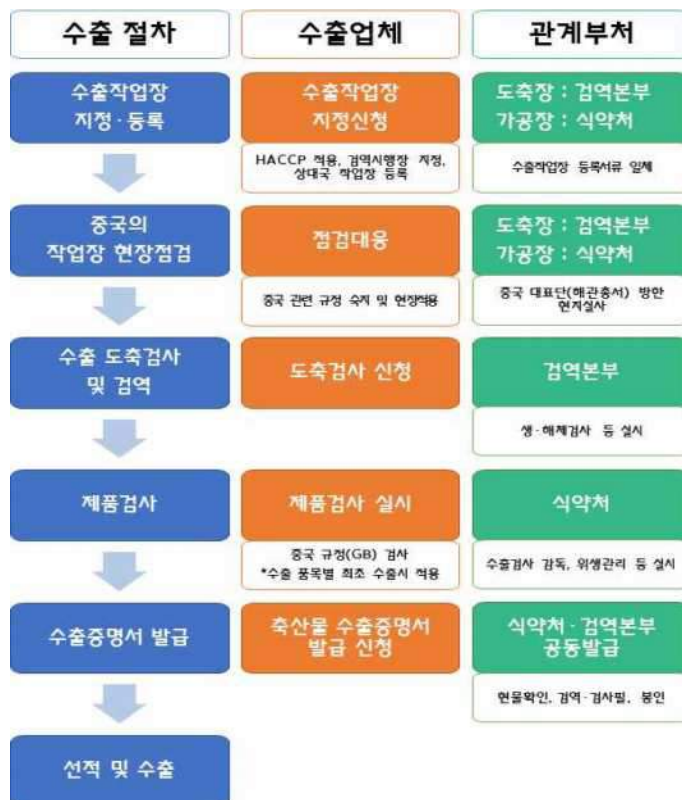 수출 절차
수출업체
관계부처
수출작업장
지정·등록
수출작업장
지정신청
HACCP 적용, 검역시행장 지정,
상대국 작업장 등록
도축장 : 검역본부
가공장 : 식약처
수출작업장 등록서류 일체
중국의
작업장 현장점검
점검대응
중국 관련 규정 숙지 및 현장적용
도축장 : 검역본부
가공장 : 식약처
중국 대표단(해관총서) 방한
현지실사
수출 도축검사
및 검역
도축검사 신청
검역본부
생·해체검사 등 실시
제품검사
제품검사 실시
중국 규정(GB) 검사
*수출 품목별 최초 수출시 적용
식약처
수출검사 감독, 위생관리 등 실시
수출증명서 발급
축산물 수출증명서
발급 신청
식약처·검역본부
공동발급
현물확인, 검역·검사필, 봉인
선적 및 수출